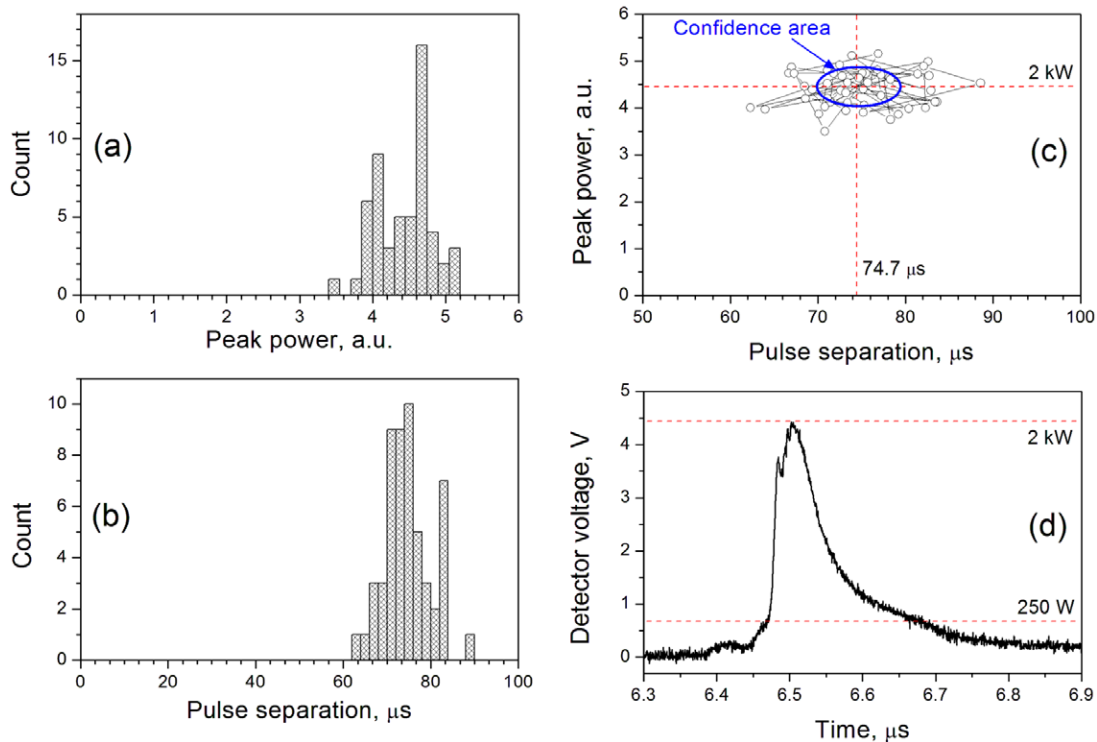 15
10
5
0
Count
(a)
0 1 2 3 4 5 6
Peak power, a.u.
10
8
6
4
2
0
Count
(b)
0 20 40 60 80 100
Pulse separation, μs
6
5
4
3
2
1
0
Peak power, a.u.
Confidence area
2 kW
(c)
74.7 μs
50 60 70 80 90 100
Pulse separation, μs
5
4
3
2
1
0
Detector voltage, V
2 kW
(d)
250 W
6.3 6.4 6.5 6.6 6.7 6.8 6.9
Time, μs